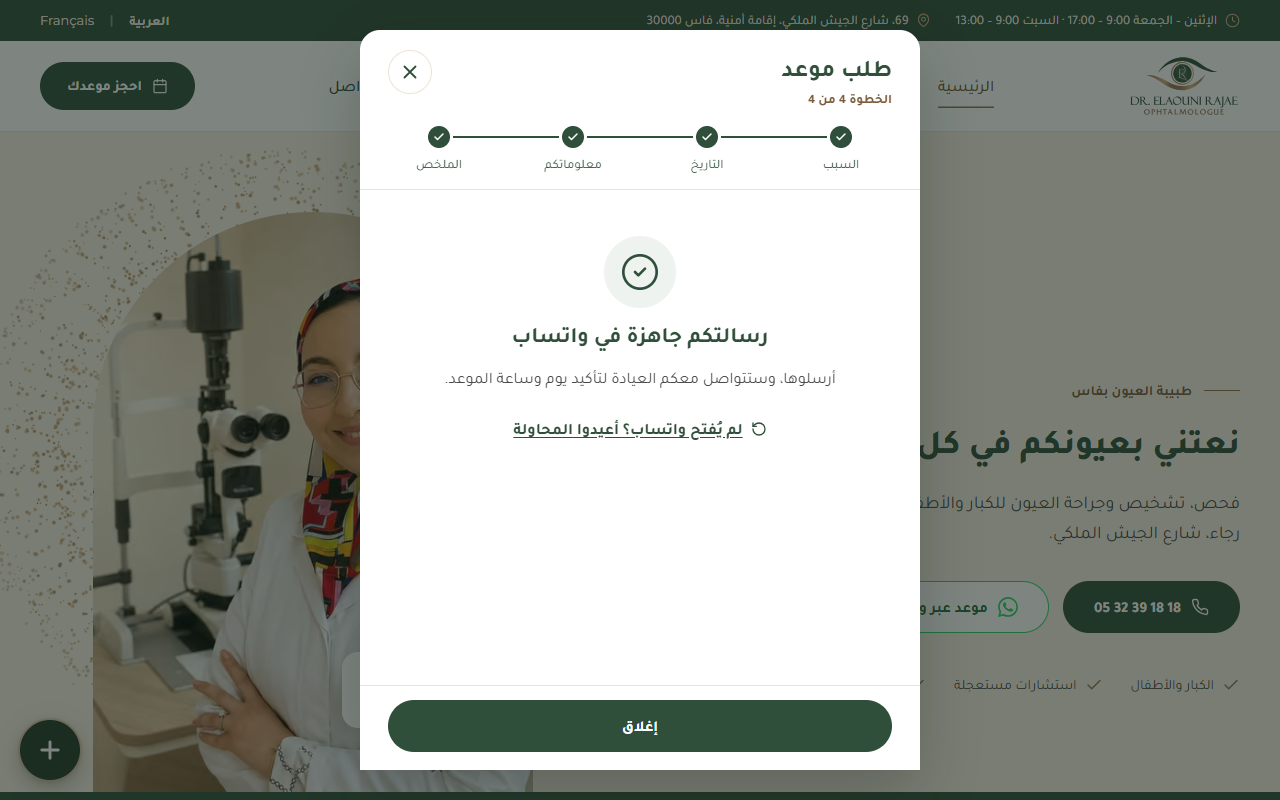 الإثنين - الجمعة 9:00 - 17:00 · السبت 9:00 - 13:00
69، شارع الجيش الملكي، إقامة أمنية، فاس 30000
العربية | Français
DR. ELAOUNI RAJAE
OPHTALMOLOGUE
الرئيسية
احجز موعدك
طلب موعد
الخطوة 4 من 4
السبب
التاريخ
معلوماتكم
الملخص
رسالتكم جاهزة في واتساب
أرسلوها، وستتواصل معكم العيادة لتأكيد يوم وساعة الموعد.
لم يُفتح واتساب؟ أعيدوا المحاولة
إغلاق
طبيبة العيون بفاس
نعتني بعيونكم في كل
فحص، تشخيص وجراحة العيون للكبار
رجاء، شارع الجيش الملكي.
05 32 39 18 18
موعد عبر
الكبار والأطفال
استشارات مستعجلة